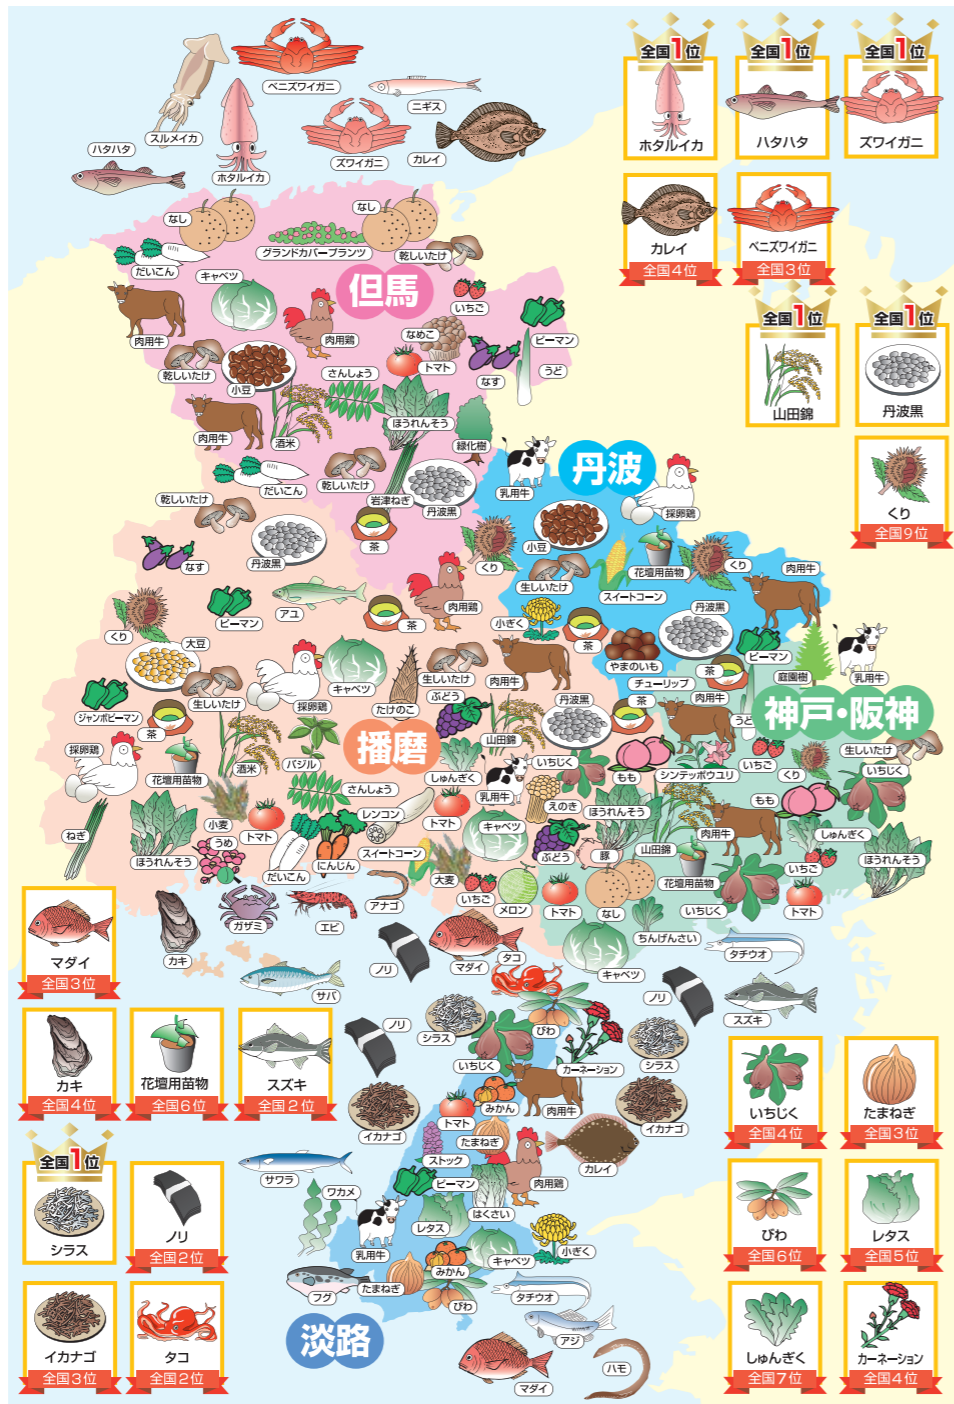 ベニズワイガニ
ニギス
スルメイカ
ハタハタ
ホタルイカ
ズワイガニ
カレイ
全国1位
ホタルイカ
全国1位
ハタハタ
全国1位
ズワイガニ
カレイ
全国4位
ベニズワイガニ
全国3位
全国1位
山田錦
全国1位
丹波黒
くり
全国9位
但馬
なし
なし
グランドカバープランツ
乾しいたけ
だいこん
キャベツ
いちご
肉用牛
肉用鶏
なめこ
ピーマン
トマト
なす
うど
乾しいたけ
小豆
さんしょう
ほうれんそう
肉用牛
酒米
緑化樹
だいこん
乾しいたけ
岩津ねぎ
丹波黒
茶
乾しいたけ
丹波黒
なす
くり
肉用鶏
丹波
乳用牛
採卵鶏
小豆
生しいたけ
スイートコーン
花壇用苗物
くり
肉用牛
小ぎく
茶
丹波黒
やまのいも
ピーマン
茶
播磨
くり
ピーマン
アユ
茶
大豆
生しいたけ
採卵鶏
キャベツ
たけのこ
生しいたけ
ぶどう
肉用牛
丹波黒
ジャンボピーマン
茶
採卵鶏
花壇用苗物
酒米
バジル
さんしょう
しゅんぎく
山田錦
いちじく
乳用牛
もも
えのき
ねぎ
ほうれんそう
小麦
うめ
トマト
だいこん
にんじん
レンコン
スイートコーン
トマト
キャベツ
大麦
ぶどう
豚
いちご
メロン
トマト
なし
ほうれんそう
山田錦
神戸・阪神
チューリップ
肉用牛
茶
うど
庭園樹
乳用牛
シンテッポウユリ
いちご
くり
生しいたけ
いちじく
もも
肉用牛
しゅんぎく
いちご
ほうれんそう
花壇用苗物
いちじく
トマト
ちんげんさい
キャベツ
カキ
ガザミ
エビ
アナゴ
ノリ
マダイ
タコ
サバ
タチウオ
ノリ
スズキ
マダイ
全国3位
カキ
全国4位
花壇用苗物
全国6位
スズキ
全国2位
全国1位
シラス
ノリ
全国2位
イカナゴ
全国3位
タコ
全国2位
淡路
ノリ
シラス
びわ
いちじく
カーネーション
シラス
イカナゴ
みかん
肉用牛
トマト
たまねぎ
イカナゴ
ストック
カレイ
サワラ
ワカメ
ピーマン
肉用鶏
はくさい
レタス
乳用牛
キャベツ
小ぎく
みかん
フグ
たまねぎ
びわ
タチウオ
アジ
マダイ
ハモ
いちじく
全国4位
たまねぎ
全国3位
びわ
全国6位
レタス
全国5位
しゅんぎく
全国7位
カーネーション
全国4位